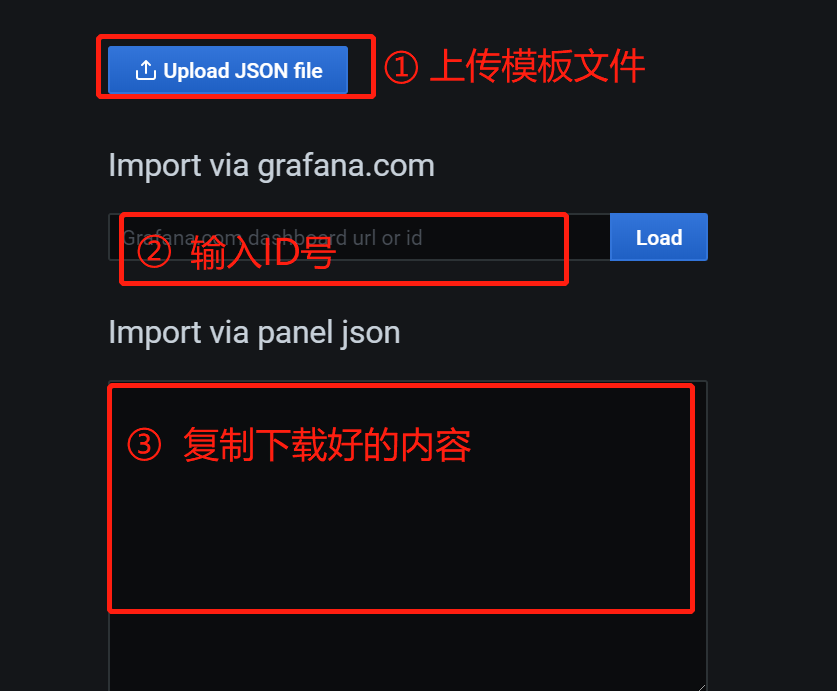 Upload JSON file
① 上传模板文件
Import via grafana.com
Grafana.com dashboard url or id
② 输入ID号
Load
Import via panel json
③ 复制下载好的内容